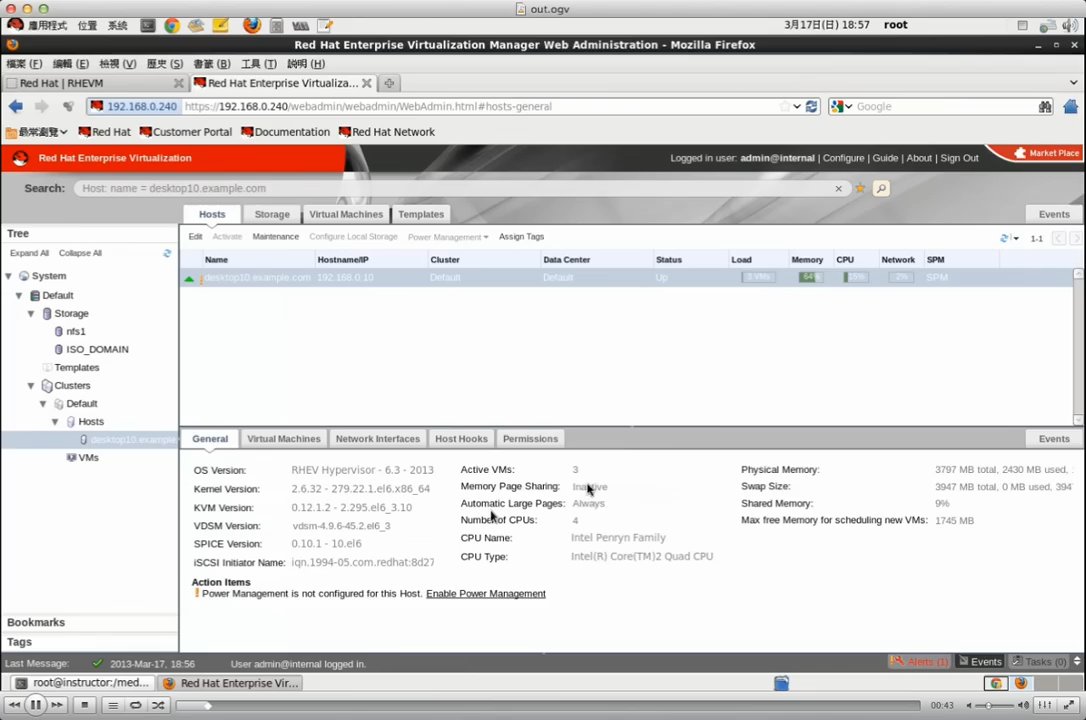 out.ogv
應用程式 位置 系統 3月17日(日) 18:57 root
Red Hat Enterprise Virtualization Manager Web Administration - Mozilla Firefox
檔案(F) 編輯(E) 檢視(V) 歷史(S) 書籤(B) 工具(T) 說明(H)
Red Hat | RHEVM Red Hat Enterprise Virtualiza...
192.168.0.240 https://192.168.0.240/webadmin/webadmin/WebAdmin.html#hosts-general Google
最常瀏覽 Red Hat Customer Portal Documentation Red Hat Network
Red Hat Enterprise Virtualization Logged in user: admin@internal | Configure | Guide | About | Sign Out Market Place
Search: Host: name = desktop10.example.com
Hosts Storage Virtual Machines Templates Events
Tree Edit Activate Maintenance Configure Local Storage Power Management Assign Tags 1-1
Expand All Collapse All
Name Hostname/IP Cluster Data Center Status Load Memory CPU Network SPM
System desktop10.example.com 192.168.0.10 Default Default Up 3 VMs 64% 2% SPM
Default
Storage
nfs1
ISO_DOMAIN
Templates
Clusters
Default
Hosts
desktop10.example.
VMs
General Virtual Machines Network Interfaces Host Hooks Permissions Events
OS Version: RHEV Hypervisor - 6.3 - 2013 Active VMs: 3 Physical Memory: 3797 MB total, 2430 MB used,
Kernel Version: 2.6.32 - 279.22.1.el6.x86_64 Memory Page Sharing: Inactive Swap Size: 3947 MB total, 0 MB used, 394
KVM Version: 0.12.1.2 - 2.295.el6_3.10 Automatic Large Pages: Always Shared Memory: 9%
VDSM Version: vdsm-4.9.6-45.2.el6_3 Number of CPUs: 4 Max free Memory for scheduling new VMs: 1745 MB
SPICE Version: 0.10.1 - 10.el6 CPU Name: Intel Penryn Family
iSCSI Initiator Name: iqn.1994-05.com.redhat:8d27 CPU Type: Intel(R) Core(TM)2 Quad CPU
Action Items
Power Management is not configured for this Host. Enable Power Management
Bookmarks
Tags
Last Message: 2013-Mar-17, 18:56 User admin@internal logged in. Alerts (1) Events Tasks (0)
root@instructor:/med... Red Hat Enterprise Vir...
00:43